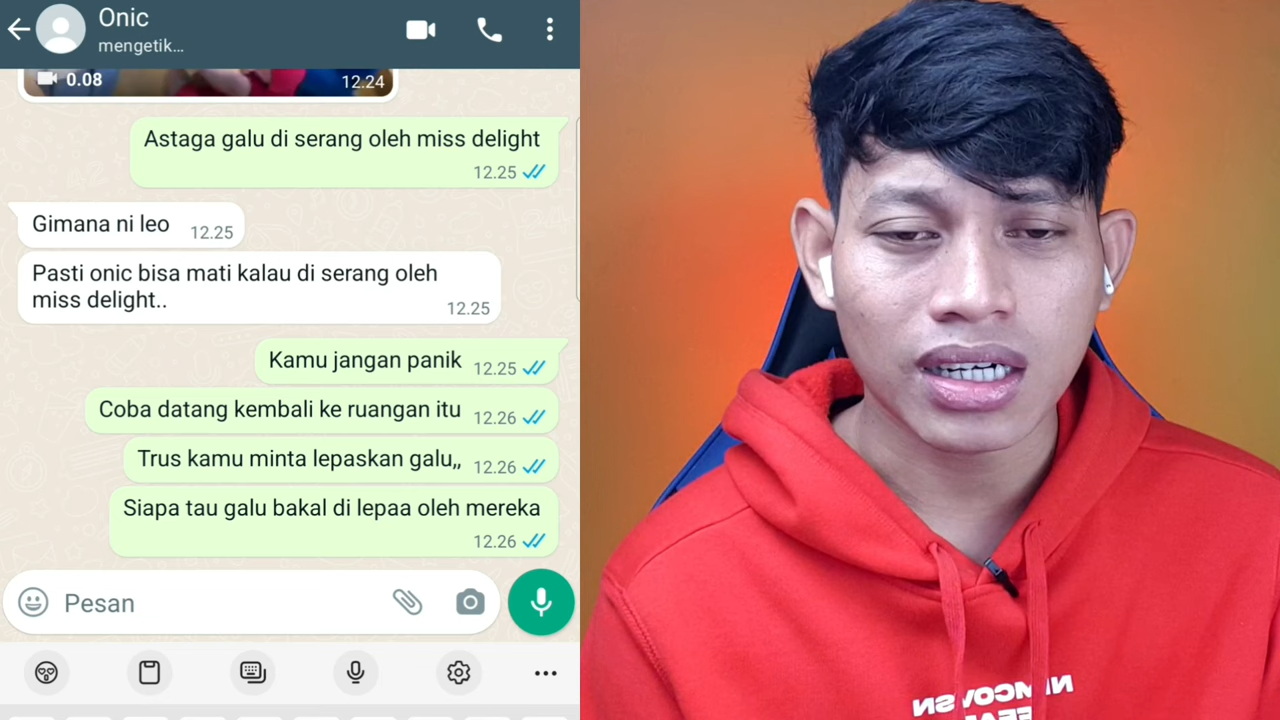 Onic
mengetik...
0.08
12.24
Astaga galu di serang oleh miss delight
12.25
Gimana ni leo
12.25
Pasti onic bisa mati kalau di serang oleh
miss delight..
12.25
Kamu jangan panik
12.25
Coba datang kembali ke ruangan itu
12.26
Trus kamu minta lepaskan galu,,
12.26
Siapa tau galu bakal di lepaa oleh mereka
12.26
Pesan